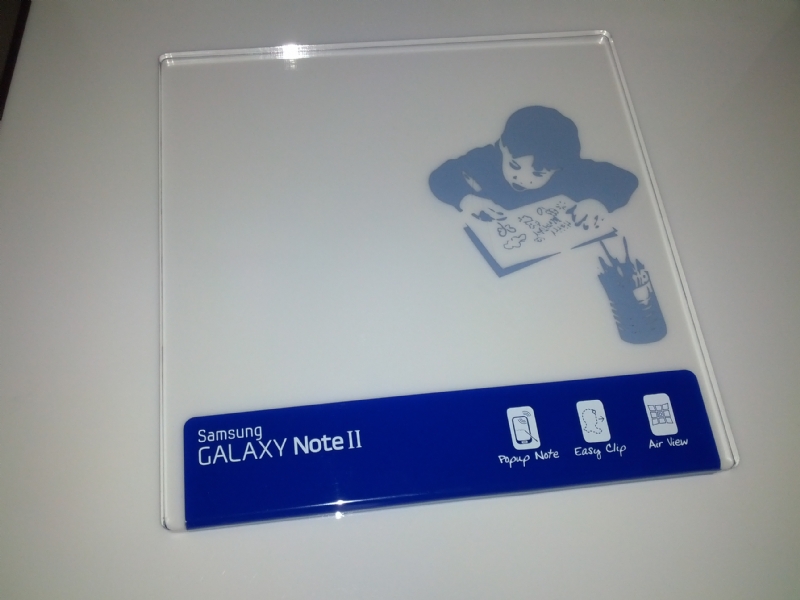 Samsung
GALAXY Note II
Popup Note
Easy Clip
Air View